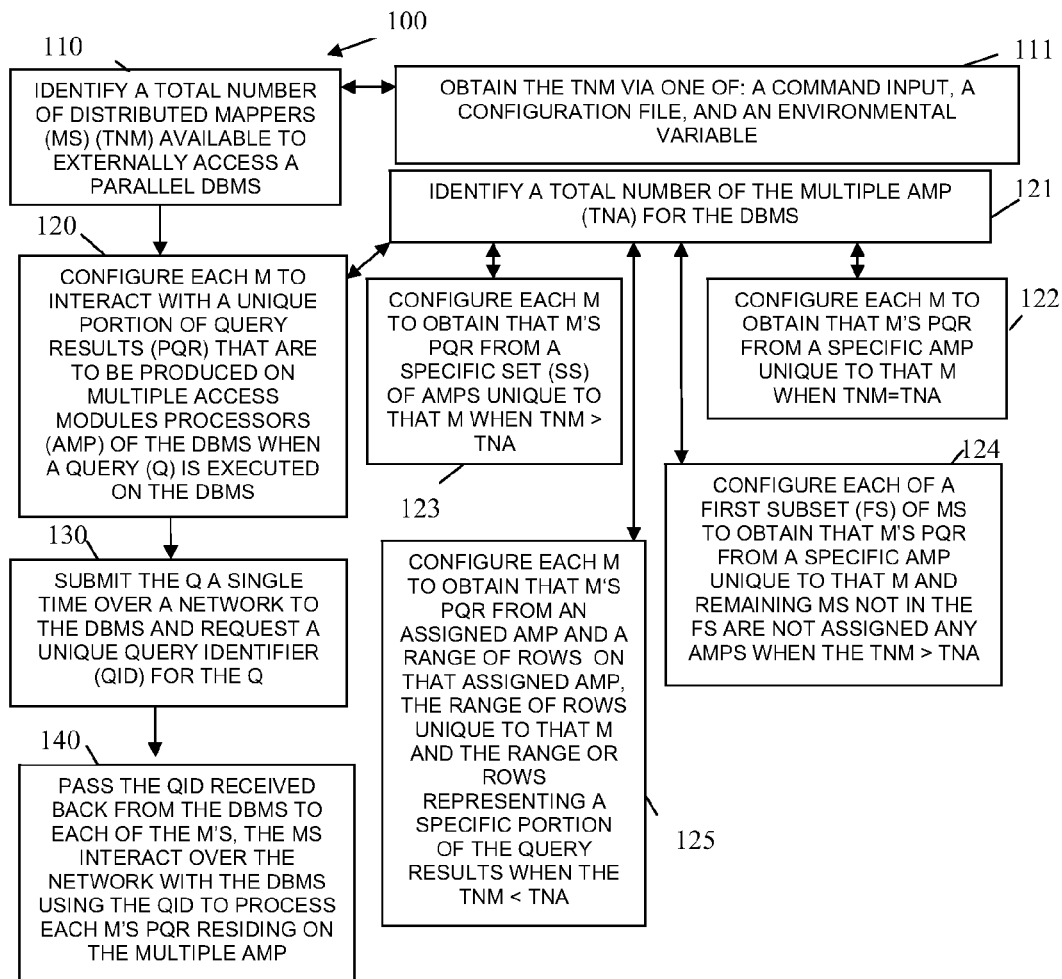 100
110
IDENTIFY A TOTAL NUMBER
OF DISTRIBUTED MAPPERS
(MS) (TNM) AVAILABLE TO
EXTERNALLY ACCESS A
PARALLEL DBMS
111
OBTAIN THE TNM VIA ONE OF: A COMMAND INPUT, A
CONFIGURATION FILE, AND AN ENVIRONMENTAL
VARIABLE
121
IDENTIFY A TOTAL NUMBER OF THE MULTIPLE AMP
(TNA) FOR THE DBMS
120
CONFIGURE EACH M TO
INTERACT WITH A UNIQUE
PORTION OF QUERY
RESULTS (PQR) THAT ARE
TO BE PRODUCED ON
MULTIPLE ACCESS
MODULES PROCESSORS
(AMP) OF THE DBMS WHEN
A QUERY (Q) IS EXECUTED
ON THE DBMS
CONFIGURE EACH M
TO OBTAIN THAT M'S
PQR FROM A
SPECIFIC SET (SS)
OF AMPS UNIQUE TO
THAT M WHEN TNM >
TNA
123
CONFIGURE EACH M TO
OBTAIN THAT M'S PQR
FROM A SPECIFIC AMP
UNIQUE TO THAT M
WHEN TNM=TNA
122
124
CONFIGURE EACH OF A
FIRST SUBSET (FS) OF MS
TO OBTAIN THAT M'S PQR
FROM A SPECIFIC AMP
UNIQUE TO THAT M AND
REMAINING MS NOT IN THE
FS ARE NOT ASSIGNED ANY
AMPS WHEN THE TNM > TNA
130
SUBMIT THE Q A SINGLE
TIME OVER A NETWORK TO
THE DBMS AND REQUEST A
UNIQUE QUERY IDENTIFIER
(QID) FOR THE Q
CONFIGURE EACH M
TO OBTAIN THAT M'S
PQR FROM AN
ASSIGNED AMP AND A
RANGE OF ROWS ON
THAT ASSIGNED AMP,
THE RANGE OF ROWS
UNIQUE TO THAT M
AND THE RANGE OR
ROWS
REPRESENTING A
SPECIFIC PORTION
OF THE QUERY
RESULTS WHEN THE
TNM < TNA
125
140
PASS THE QID RECEIVED
BACK FROM THE DBMS TO
EACH OF THE M'S, THE MS
INTERACT OVER THE
NETWORK WITH THE DBMS
USING THE QID TO PROCESS
EACH M'S PQR RESIDING ON
THE MULTIPLE AMP